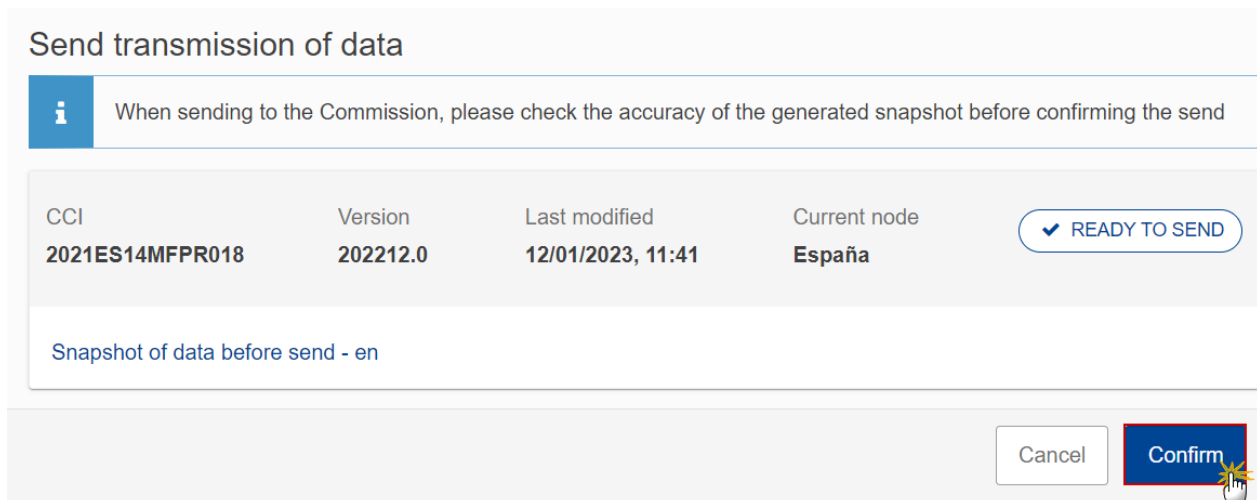 Send transmission of data
i When sending to the Commission, please check the accuracy of the generated snapshot before confirming the send
CCI Version Last modified Current node
2021ES14MFPR018 202212.0 12/01/2023, 11:41 España READY TO SEND
Snapshot of data before send - en
Cancel Confirm